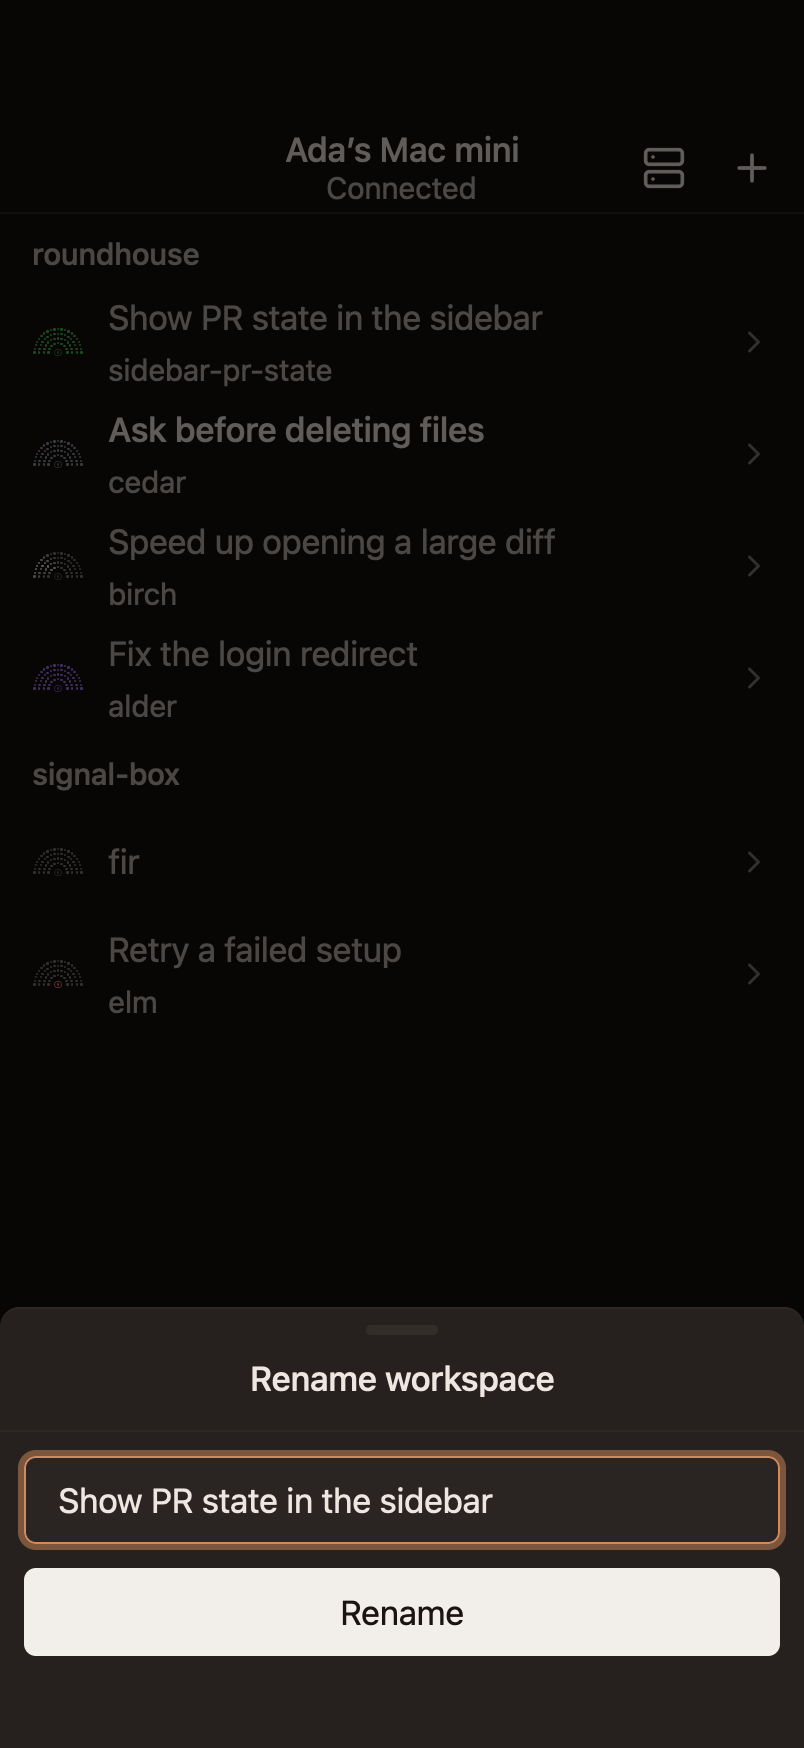 Ada’s Mac mini
Connected
roundhouse
Show PR state in the sidebar
sidebar-pr-state
Ask before deleting files
cedar
Speed up opening a large diff
birch
Fix the login redirect
alder
signal-box
fir
Retry a failed setup
elm
Rename workspace
Show PR state in the sidebar
Rename